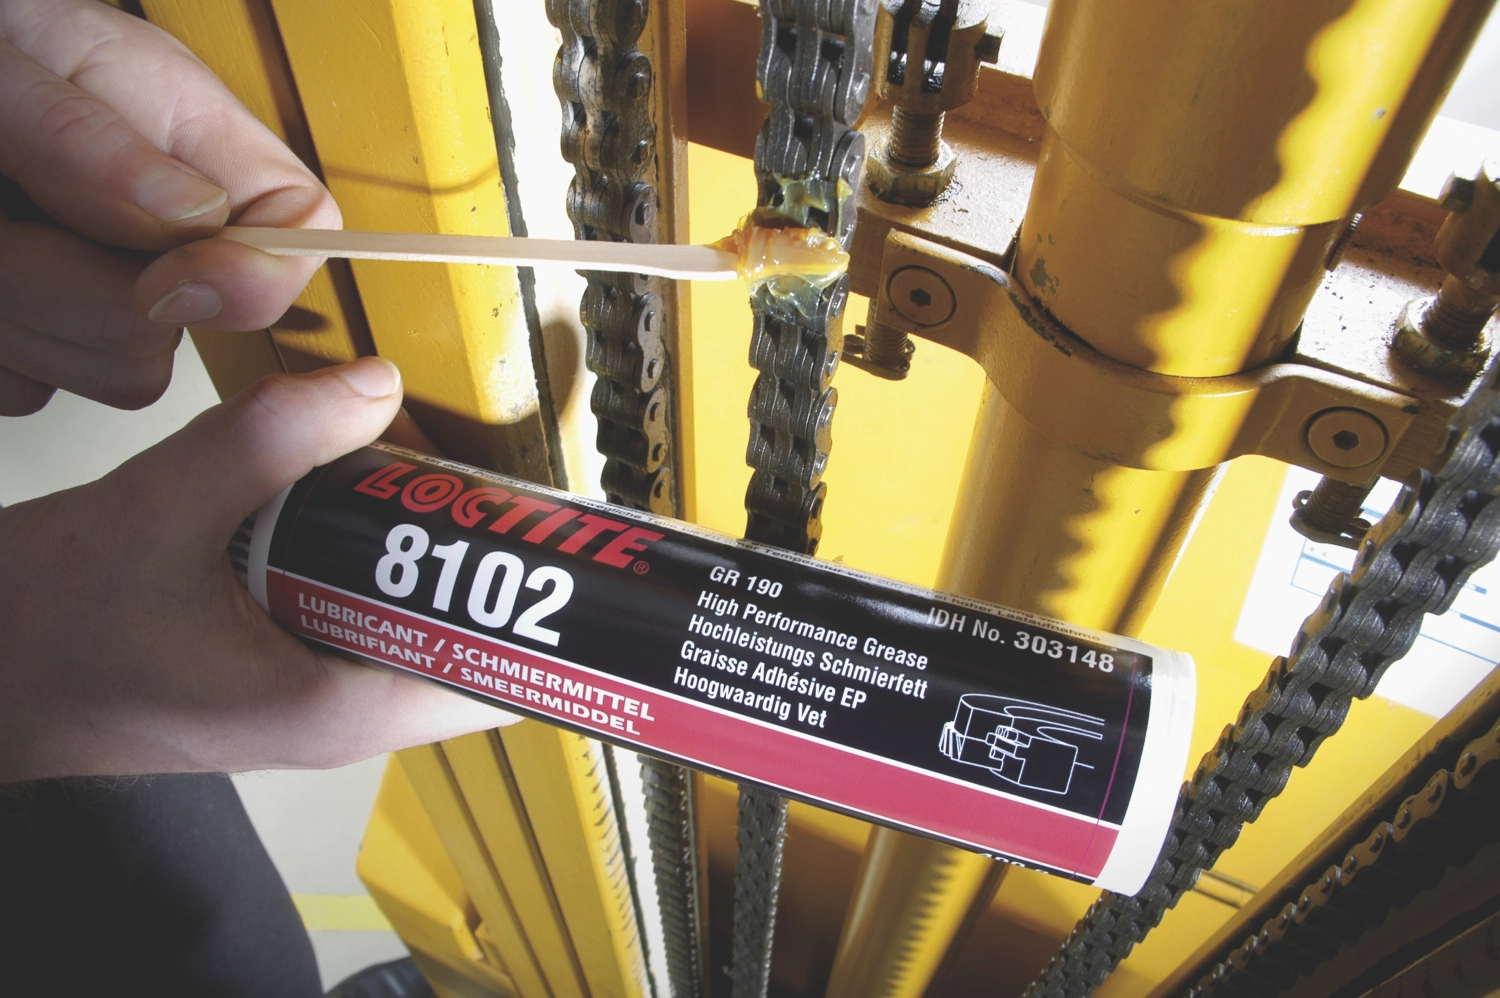 LOCTITE®
8102
LUBRICANT / SCHMIERMITTEL
LUBRIFIANT / SMEERMIDDEL
GR 190
High Performance Grease
Hochleistungs Schmierfett
Graisse Adhésive EP
Hoogwaardig Vet
IDH No. 303148